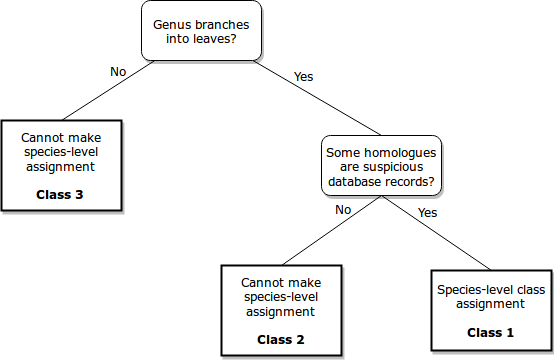 Genus branches
into leaves?
No
Yes
Cannot make
species-level
assignment
Class 3
Some homologues
are suspicious
database records?
No
Yes
Cannot make
species-level
assignment
Class 2
Species-level class
assignment
Class 1